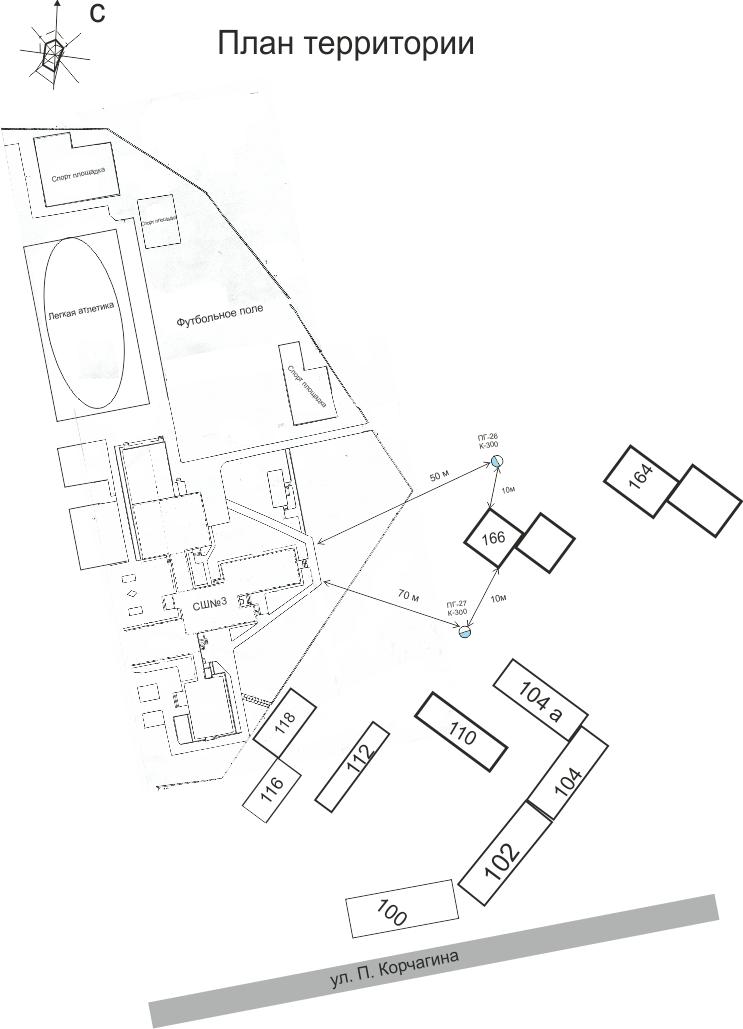 С
План территории
Спорт площадка
Спорт площадка
Легкая атлетика
Футбольное поле
Спорт площадка
ПГ-26
К-300
50 м
10м
164
166
70 м
ПГ-27
К-300
10м
СШ№3
104 а
118
110
112
104
116
102
100
ул. П. Корчагина